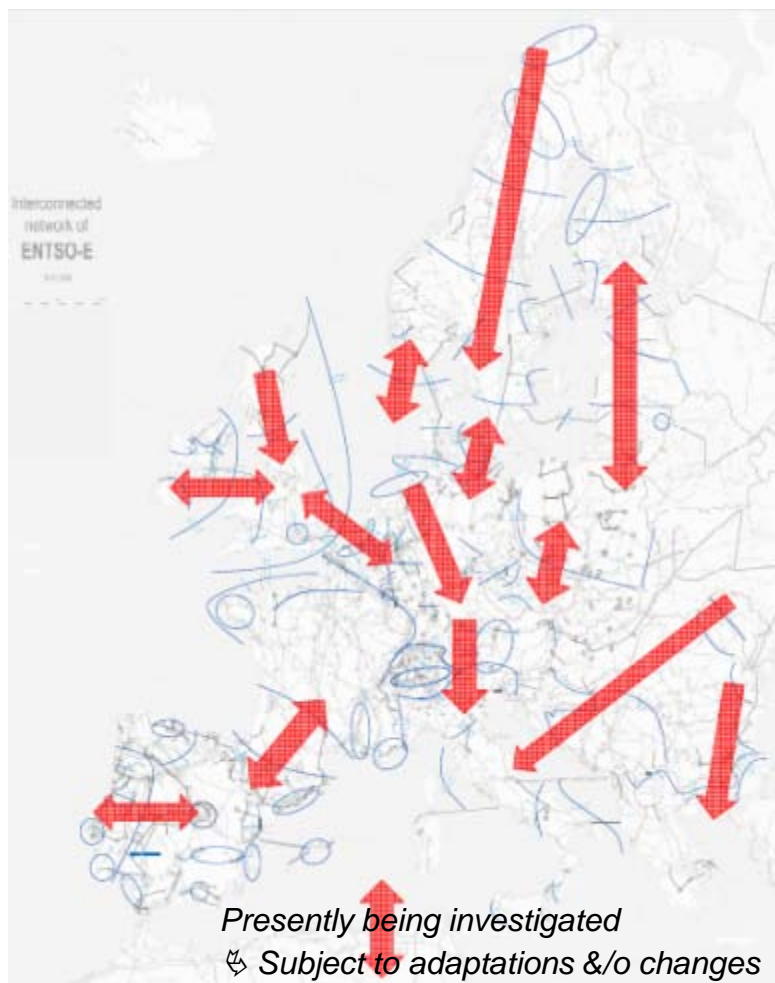 Interconnected
network of
ENTSO-E
Presently being investigated
↳ Subject to adaptations &/o changes